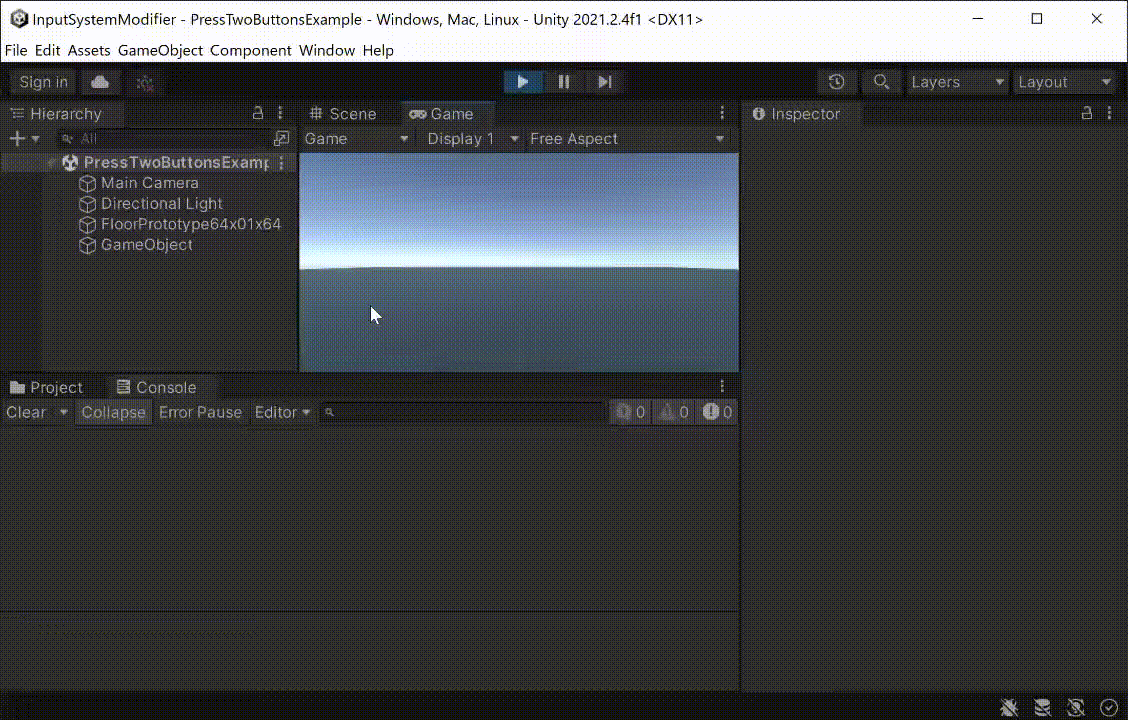 InputSystemModifier - PressTwoButtonsExample - Windows, Mac, Linux - Unity 2021.2.4f1 <DX11>
File Edit Assets GameObject Component Window Help
Sign in Layers Layout
Hierarchy Scene Game Inspector
All Game Display 1 Free Aspect
PressTwoButtonsExamp
Main Camera
Directional Light
FloorPrototype64x01x64
GameObject
Project Console
Clear Collapse Error Pause Editor 0 0 0